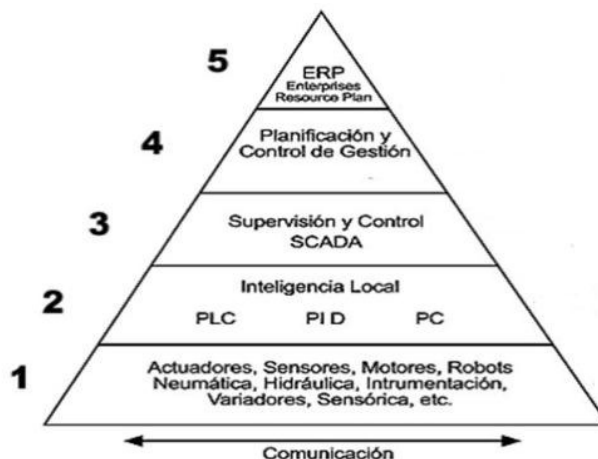 5
ERP
Enterprises
Resource Plan
4
Planificación y
Control de Gestión
3
Supervisión y Control
SCADA
2
Inteligencia Local
PLC PI D PC
1
Actuadores, Sensores, Motores, Robots
Neumática, Hidráulica, Intrumentación,
Variadores, Sensórica, etc.
Comunicación